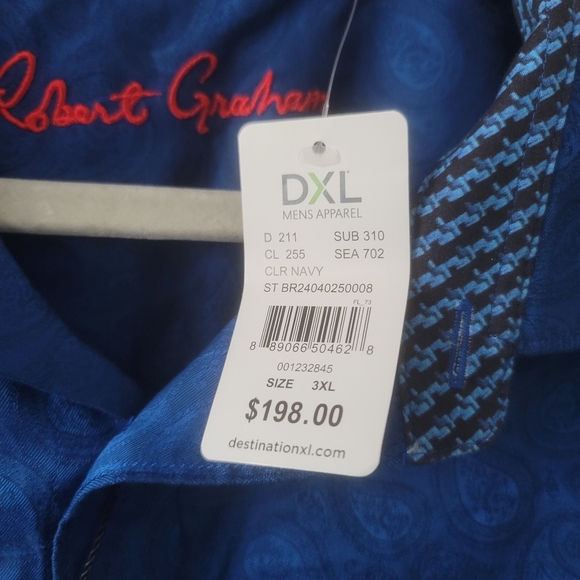 Robert Graham
DXL
MENS APPAREL
D 211 SUB 310
CL 255 SEA 702
CLR NAVY
ST BR24040250008
FL_73
8 89066 50462 8
001232845
SIZE 3XL
$198.00
destinationxl.com